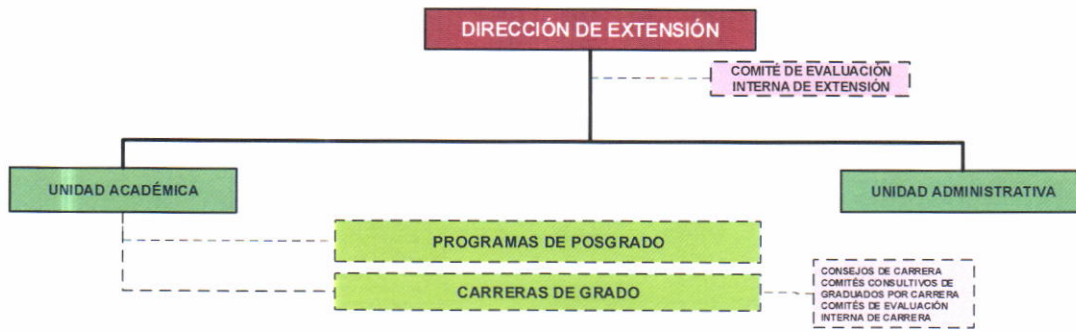 DIRECCIÓN DE EXTENSIÓN
COMITÉ DE EVALUACIÓN
INTERNA DE EXTENSIÓN
UNIDAD ACADÉMICA
UNIDAD ADMINISTRATIVA
PROGRAMAS DE POSGRADO
CARRERAS DE GRADO
CONSEJOS DE CARRERA
COMITÉS CONSULTIVOS DE
GRADUADOS POR CARRERA
COMITÉS DE EVALUACIÓN
INTERNA DE CARRERA